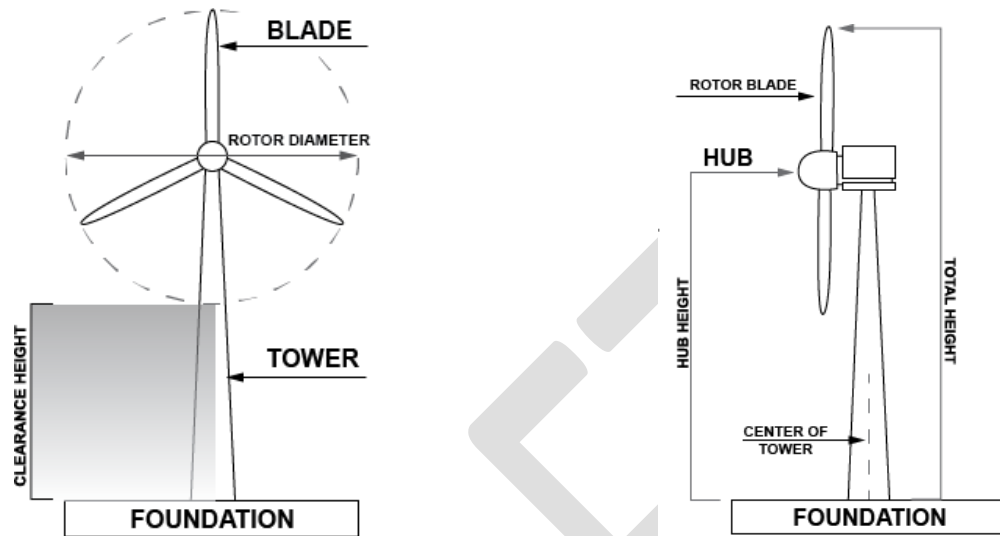 BLADE
ROTOR DIAMETER
CLEARANCE HEIGHT
TOWER
FOUNDATION
ROTOR BLADE
HUB
HUB HEIGHT
TOTAL HEIGHT
CENTER OF
TOWER
FOUNDATION